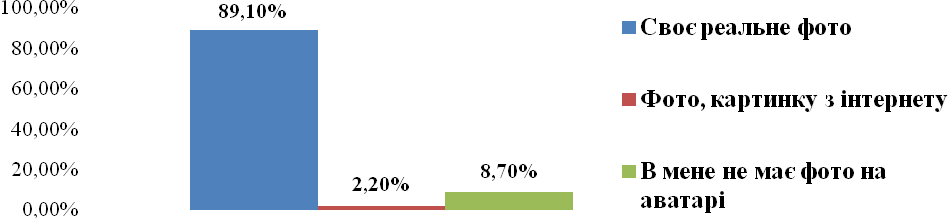 100,00%
80,00%
60,00%
40,00%
20,00%
0,00%
89,10%
2,20%
8,70%
Своє реальне фото
Фото, картинку з інтернету
В мене не має фото на
аватарі